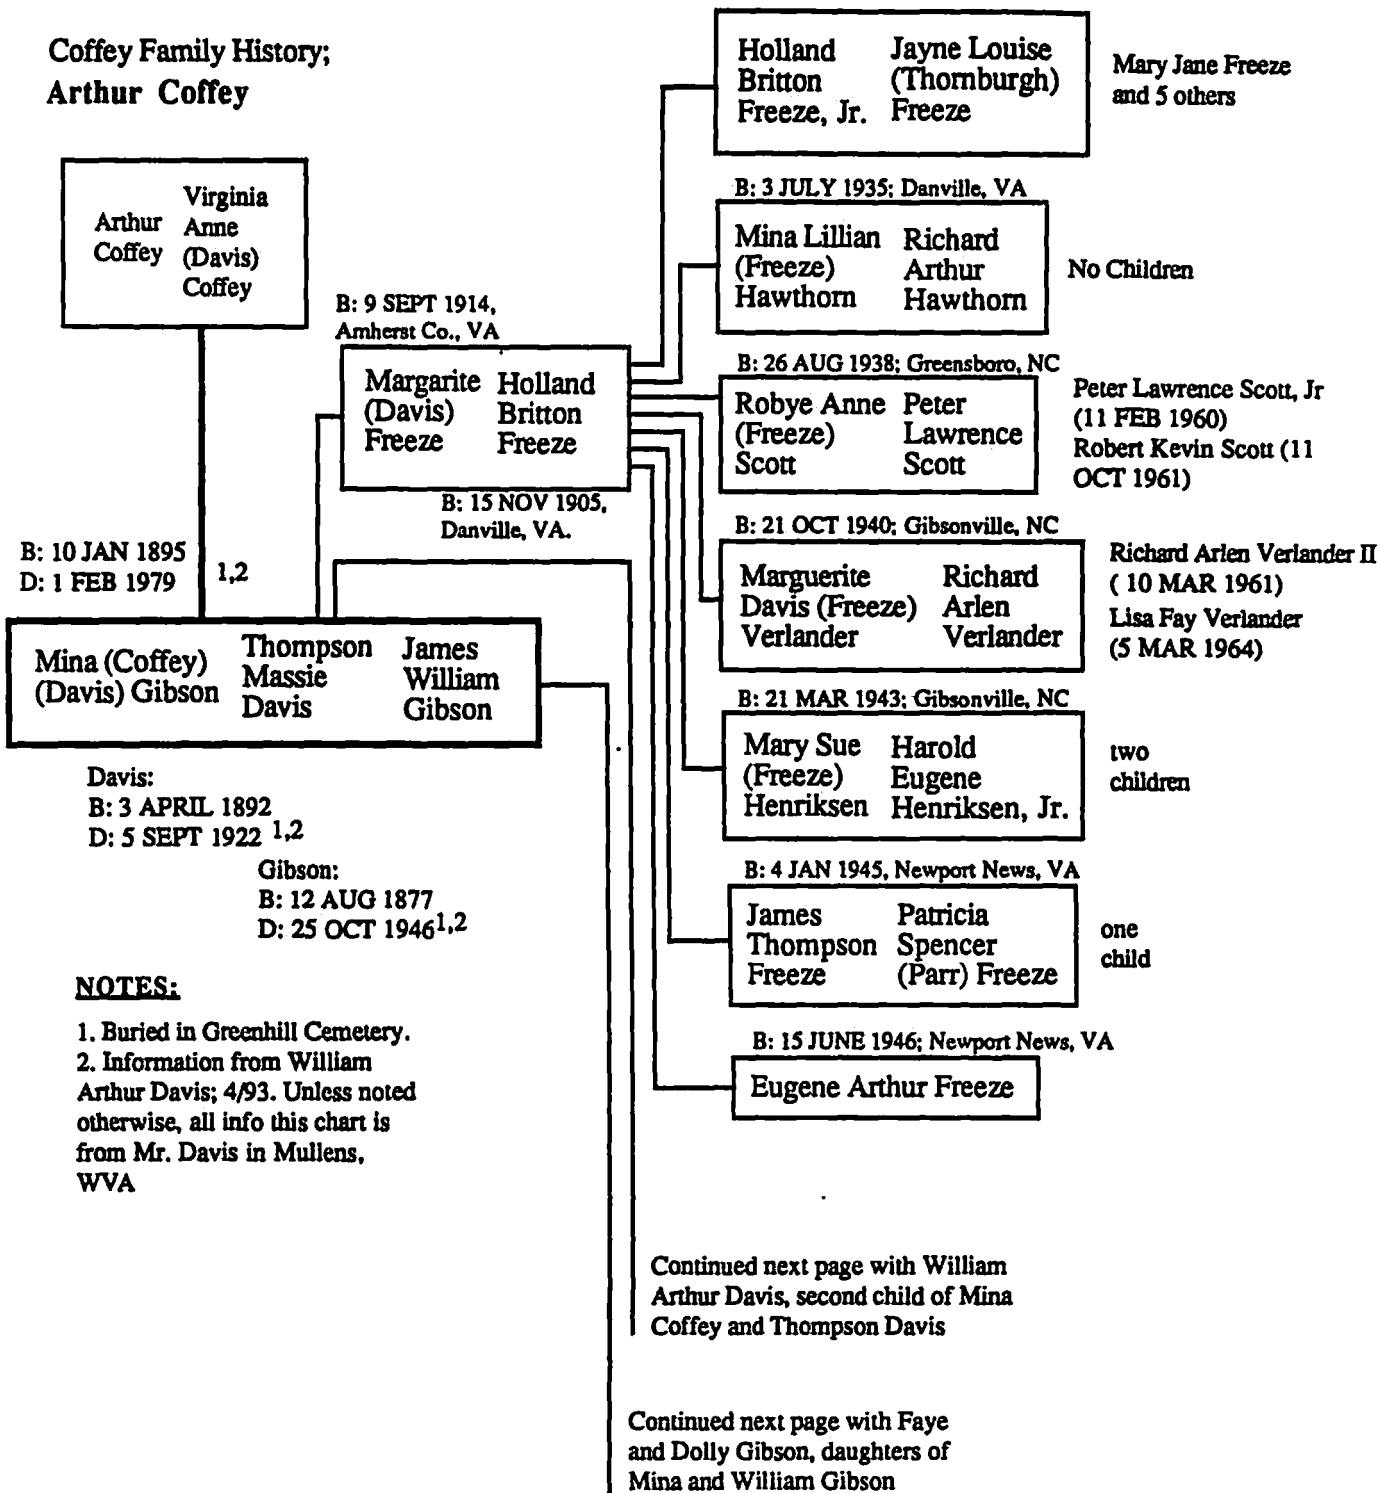 Coffey Family History;
Arthur Coffey
Arthur
Coffey
Virginia
Anne
(Davis)
Coffey
B: 10 JAN 1895
D: 1 FEB 1979
1,2
Mina (Coffey)
(Davis) Gibson
Thompson
Massie
Davis
James
William
Gibson
Davis:
B: 3 APRIL 1892
D: 5 SEPT 1922 1,2
Gibson:
B: 12 AUG 1877
D: 25 OCT 1946 1,2
NOTES:
1. Buried in Greenhill Cemetery.
2. Information from William
Arthur Davis; 4/93. Unless noted
otherwise, all info this chart is
from Mr. Davis in Mullens,
WVA
B: 9 SEPT 1914,
Amherst Co., VA
Margarite
(Davis)
Freeze
Holland
Britton
Freeze
B: 15 NOV 1905,
Danville, VA.
Holland
Britton
Freeze, Jr.
Jayne Louise
(Thornburgh)
Freeze
Mary Jane Freeze
and 5 others
B: 3 JULY 1935; Danville, VA
Mina Lillian
(Freeze)
Hawthorn
Richard
Arthur
Hawthorn
No Children
B: 26 AUG 1938; Greensboro, NC
Robye Anne
(Freeze)
Scott
Peter
Lawrence
Scott
Peter Lawrence Scott, Jr
(11 FEB 1960)
Robert Kevin Scott (11
OCT 1961)
B: 21 OCT 1940; Gibsonville, NC
Marguerite
Davis (Freeze)
Verlander
Richard
Arlen
Verlander
Richard Arlen Verlander II
( 10 MAR 1961)
Lisa Fay Verlander
(5 MAR 1964)
B: 21 MAR 1943; Gibsonville, NC
Mary Sue
(Freeze)
Henriksen
Harold
Eugene
Henriksen, Jr.
two
children
B: 4 JAN 1945, Newport News, VA
James
Thompson
Freeze
Patricia
Spencer
(Parr) Freeze
one
child
B: 15 JUNE 1946; Newport News, VA
Eugene Arthur Freeze
Continued next page with William
Arthur Davis, second child of Mina
Coffey and Thompson Davis
Continued next page with Faye
and Dolly Gibson, daughters of
Mina and William Gibson